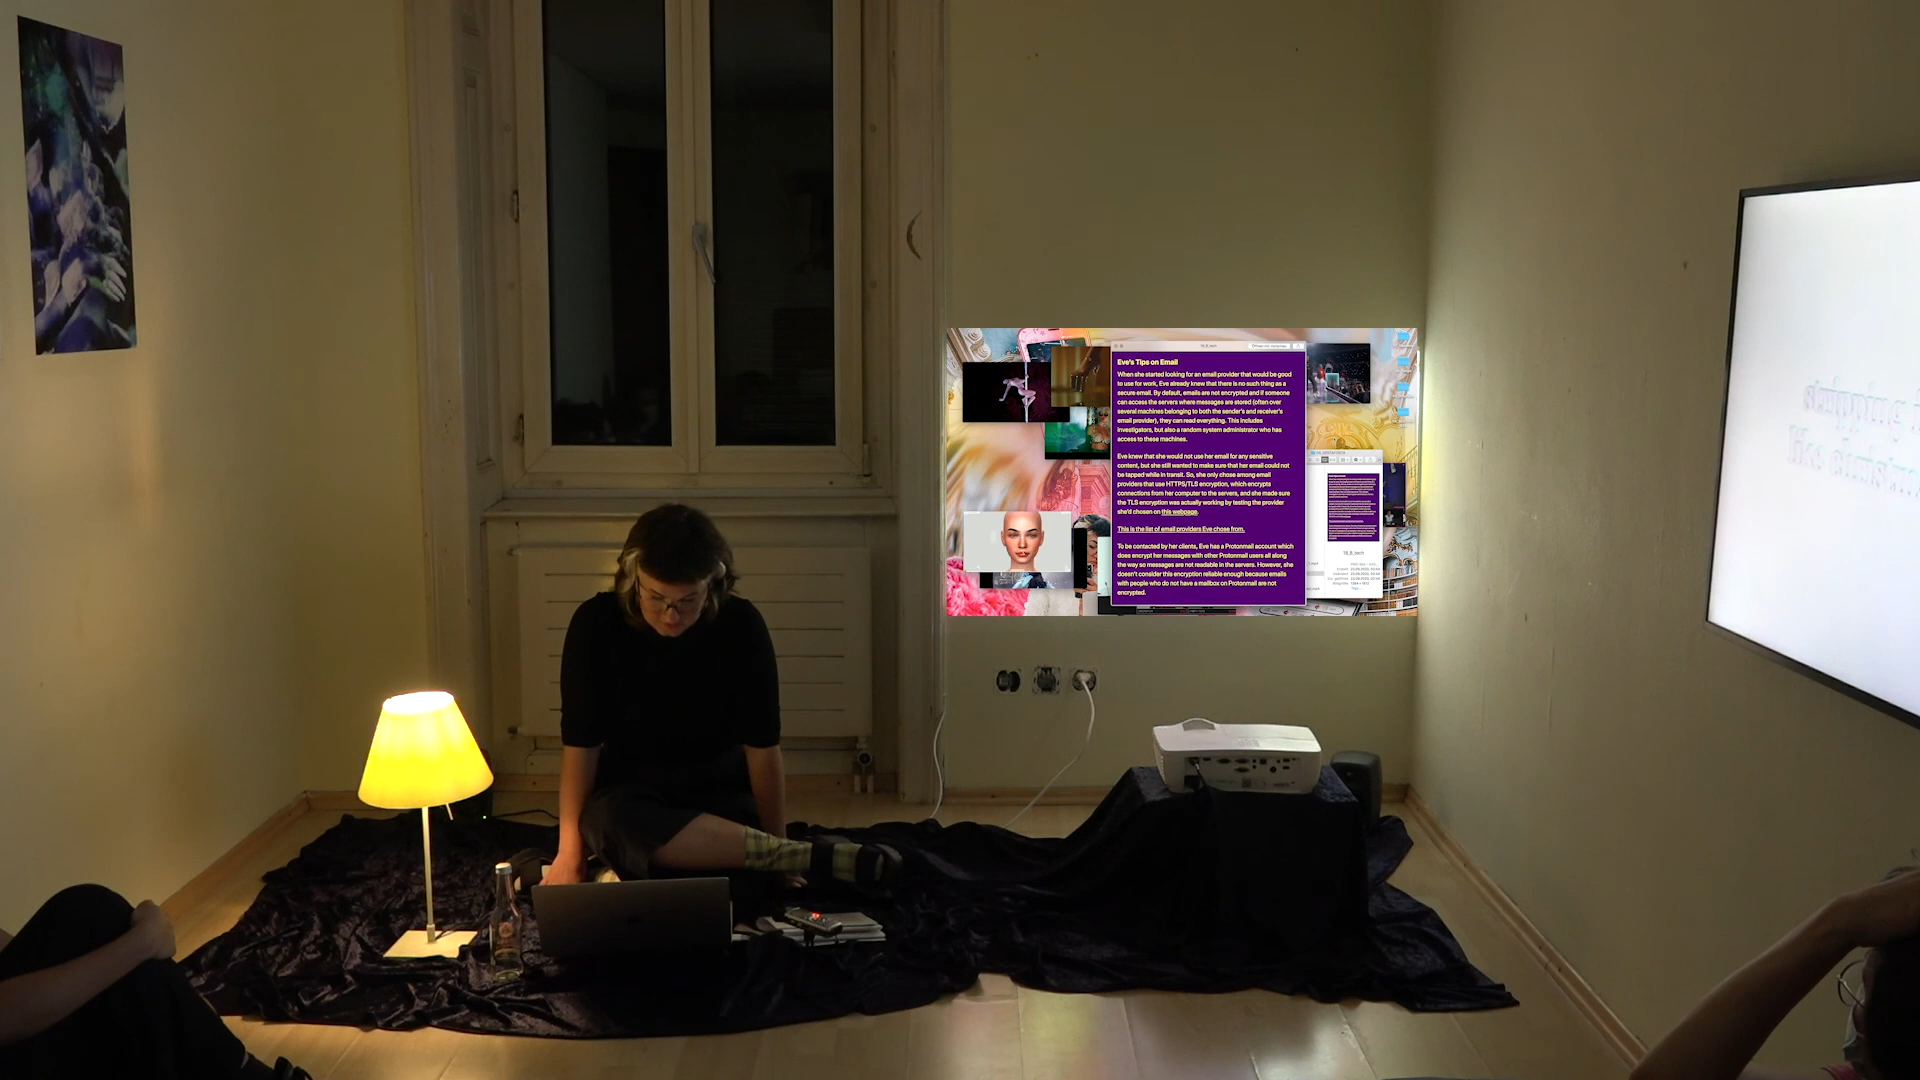 18_B_tech
Eve's Tips on Email
When she started looking for an email provider that would be good
to use for work, Eve already knew that there is no such thing as a
secure email. By default, emails are not encrypted and if someone
can access the servers where messages are stored (often over
several machines belonging to both the sender's and receiver's
email provider), they can read everything. This includes
investigators, but also a random system administrator who has
access to these machines.
Eve knew that she would not use her email for any sensitive
content, but she still wanted to make sure that her email could not
be tapped while in transit. So, she only chose among email
providers that use HTTPS/TLS encryption, which encrypts
connections from her computer to the servers, and she made sure
the TLS encryption was actually working by testing the provider
she'd chosen on this webpage.
This is the list of email providers Eve chose from.
To be contacted by her clients, Eve has a Protonmail account which
does encrypt her messages with other Protonmail users all along
the way so messages are not readable in the servers. However, she
doesn't consider this encryption reliable enough because emails
with people who do not have a mailbox on Protonmail are not
encrypted.
18_B_tech
stripping
like